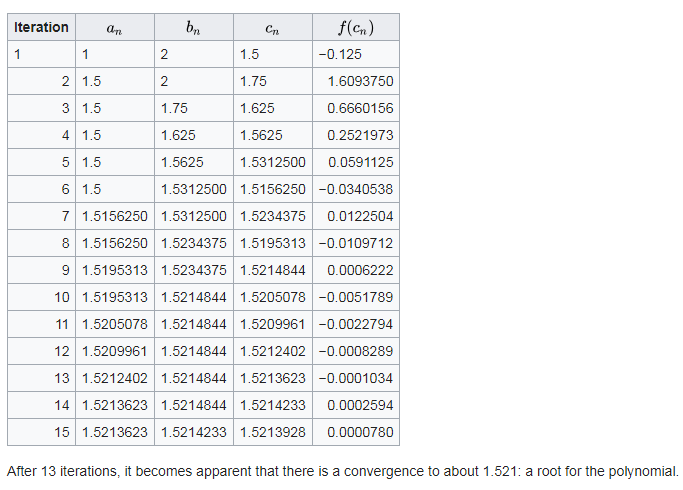 Iteration aₙ bₙ cₙ f(cₙ)
1 1 2 1.5 −0.125
2 1.5 2 1.75 1.6093750
3 1.5 1.75 1.625 0.6660156
4 1.5 1.625 1.5625 0.2521973
5 1.5 1.5625 1.5312500 0.0591125
6 1.5 1.5312500 1.5156250 −0.0340538
7 1.5156250 1.5312500 1.5234375 0.0122504
8 1.5156250 1.5234375 1.5195313 −0.0109712
9 1.5195313 1.5234375 1.5214844 0.0006222
10 1.5195313 1.5214844 1.5205078 −0.0051789
11 1.5205078 1.5214844 1.5209961 −0.0022794
12 1.5209961 1.5214844 1.5212402 −0.0008289
13 1.5212402 1.5214844 1.5213623 −0.0001034
14 1.5213623 1.5214844 1.5214233 0.0002594
15 1.5213623 1.5214233 1.5213928 0.0000780
After 13 iterations, it becomes apparent that there is a convergence to about 1.521: a root for the polynomial.